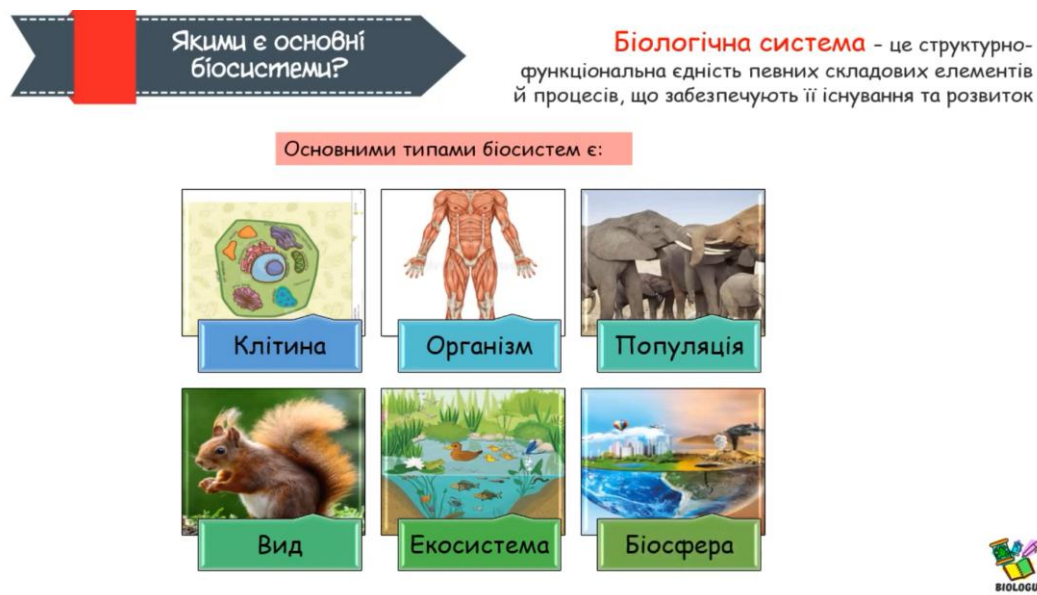 Якими є основні
біосистеми?
Біологічна система - це структурно-
функціональна єдність певних складових елементів
й процесів, що забезпечують її існування та розвиток
Основними типами біосистем є:
Клітина
Організм
Популяція
Вид
Екосистема
Біосфера